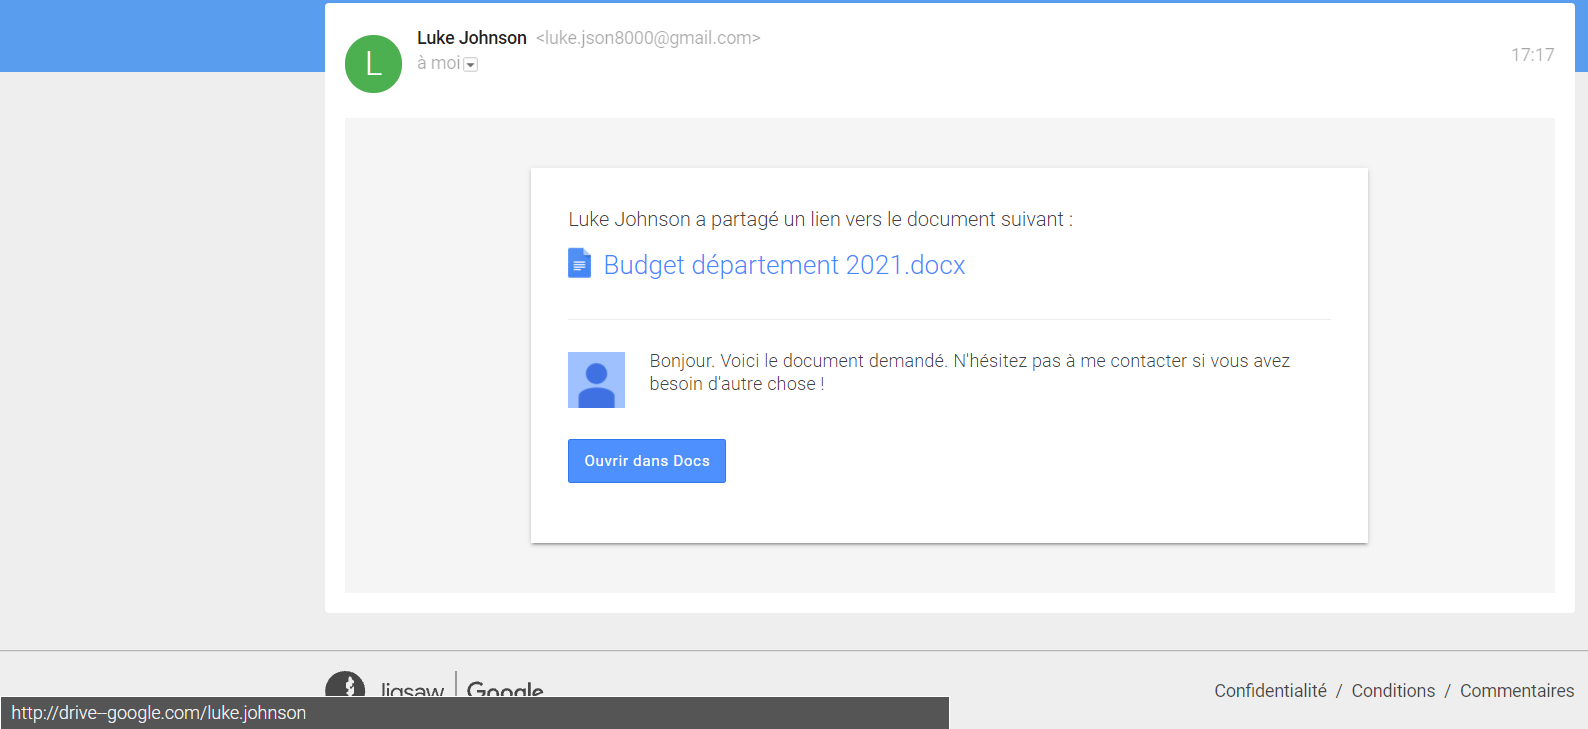 Luke Johnson <luke.json8000@gmail.com>
à moi
17:17
L
Luke Johnson a partagé un lien vers le document suivant :
Budget département 2021.docx
Bonjour. Voici le document demandé. N'hésitez pas à me contacter si vous avez
besoin d'autre chose !
Ouvrir dans Docs
Jigsaw Google
Confidentialité / Conditions / Commentaires
http://drive--google.com/luke.johnson